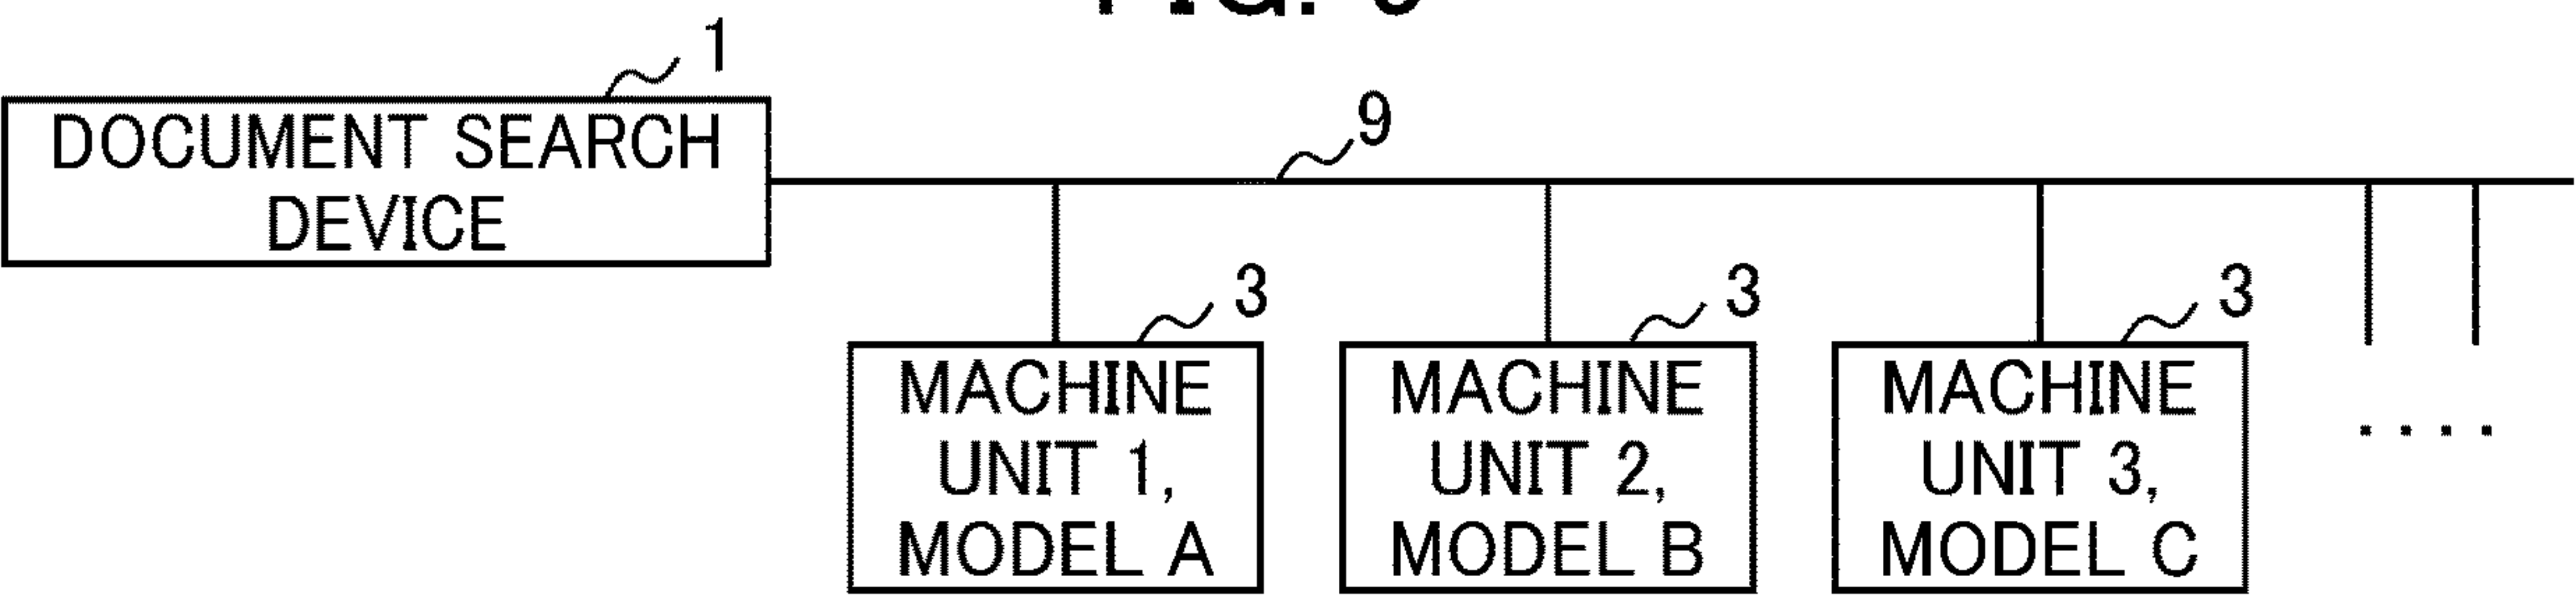 FIG.
1
DOCUMENT SEARCH
DEVICE
9
3
3
3
MACHINE
UNIT 1,
MODEL A
MACHINE
UNIT 2,
MODEL B
MACHINE
UNIT 3,
MODEL C
....